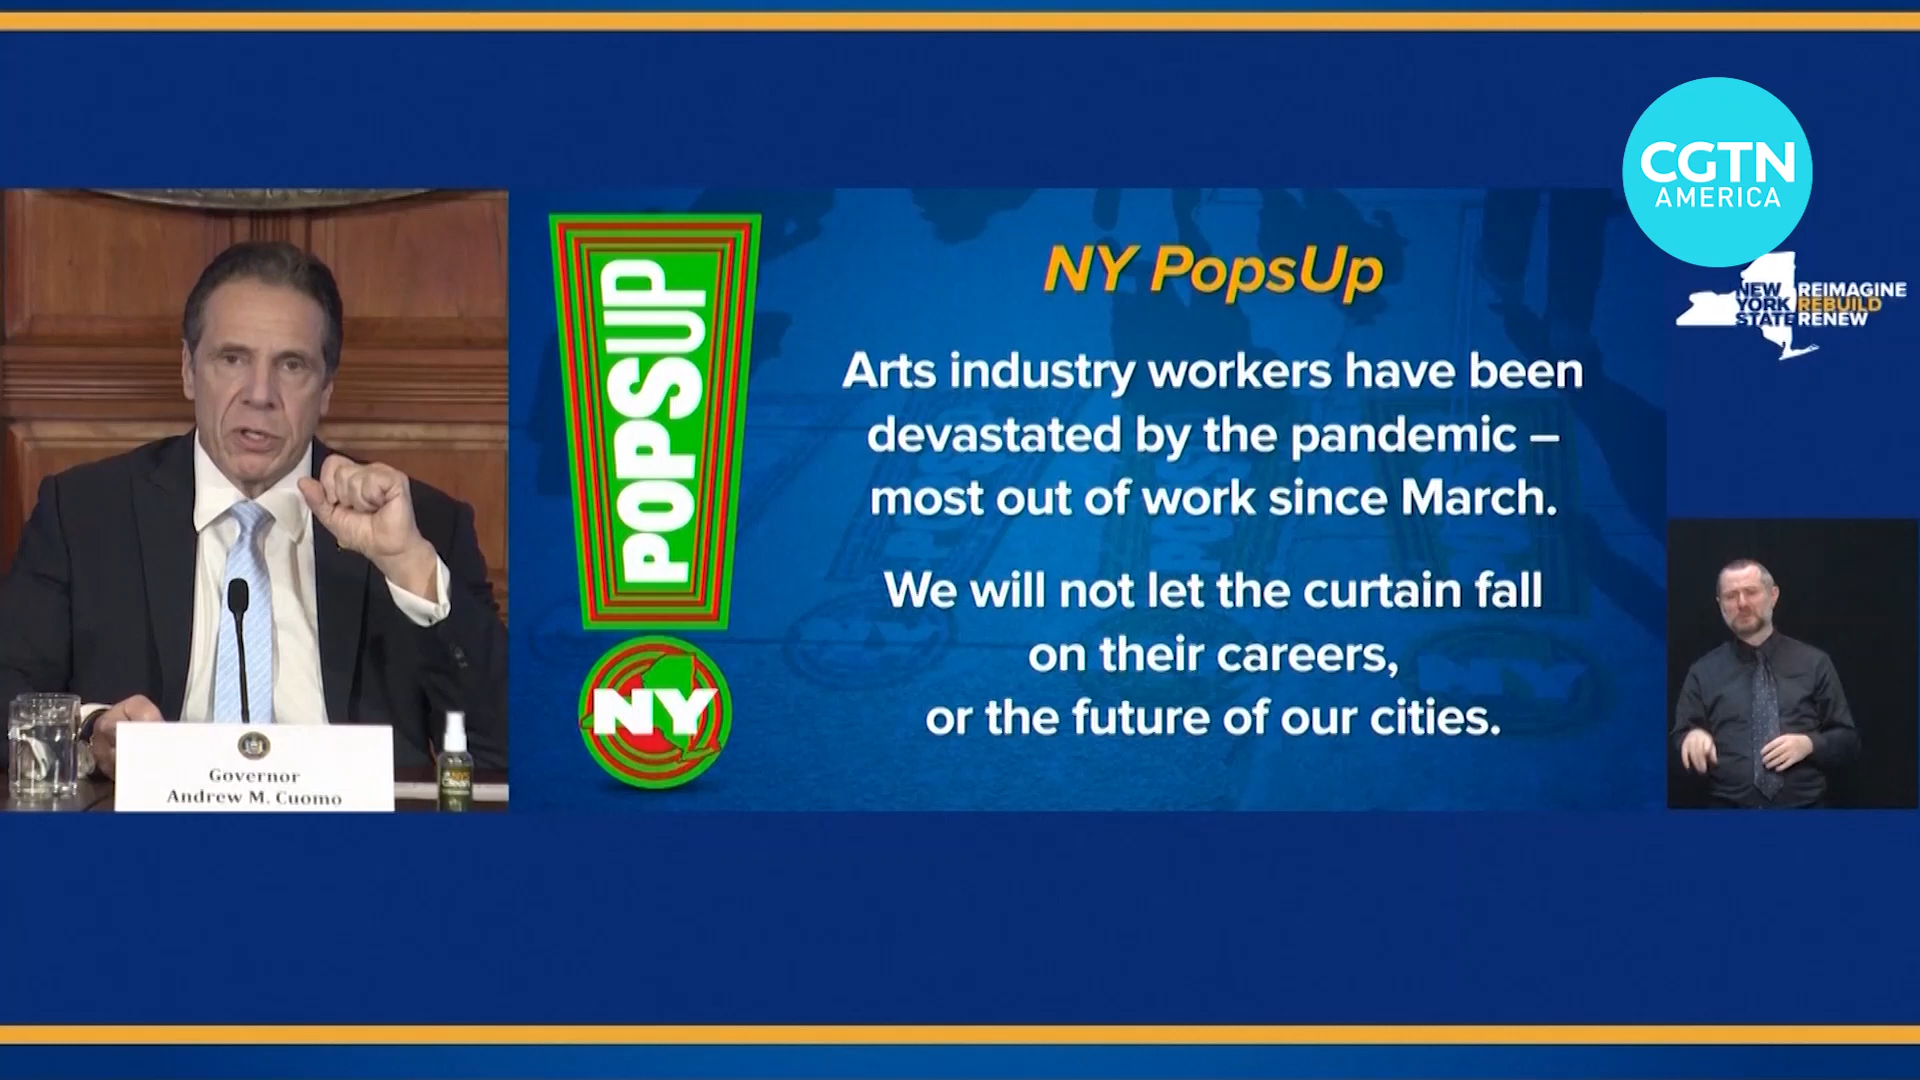 CGTN
AMERICA
NEW
YORK
STATE
REIMAGINE
REBUILD
RENEW
POPSUP
NY
NY PopsUp
Arts industry workers have been
devastated by the pandemic –
most out of work since March.
We will not let the curtain fall
on their careers,
or the future of our cities.
Governor
Andrew M. Cuomo
NYS
Clean